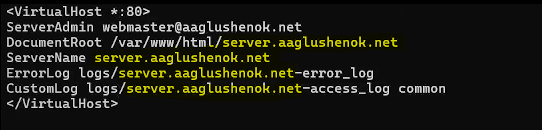 <VirtualHost *:80>
ServerAdmin webmaster@aaglushenok.net
DocumentRoot /var/www/html/server.aaglushenok.net
ServerName server.aaglushenok.net
ErrorLog logs/server.aaglushenok.net-error_log
CustomLog logs/server.aaglushenok.net-access_log common
</VirtualHost>